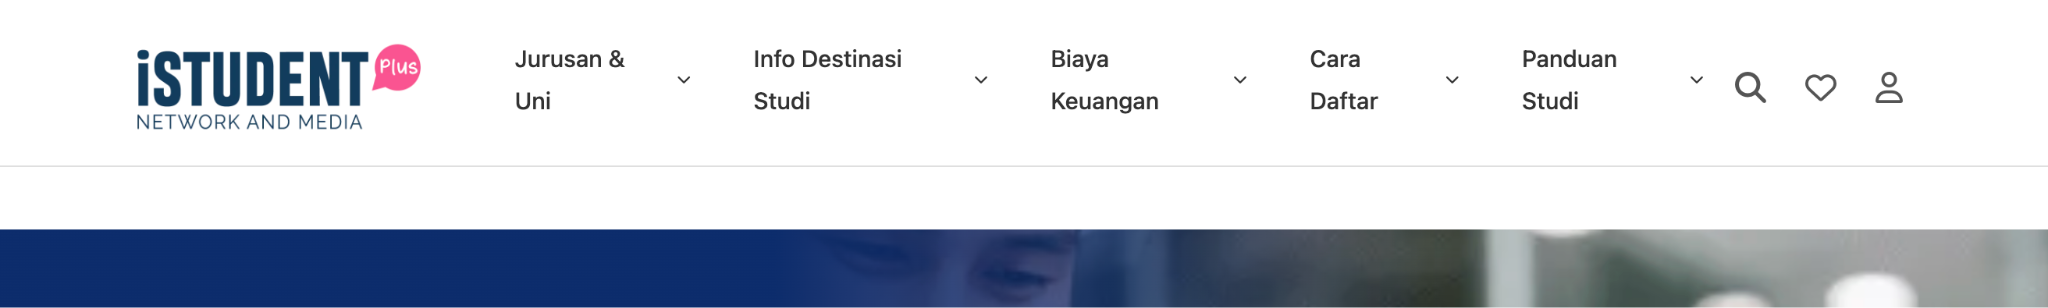 iSTUDENT Plus
NETWORK AND MEDIA
Jurusan &
Uni
Info Destinasi
Studi
Biaya
Keuangan
Cara
Daftar
Panduan
Studi